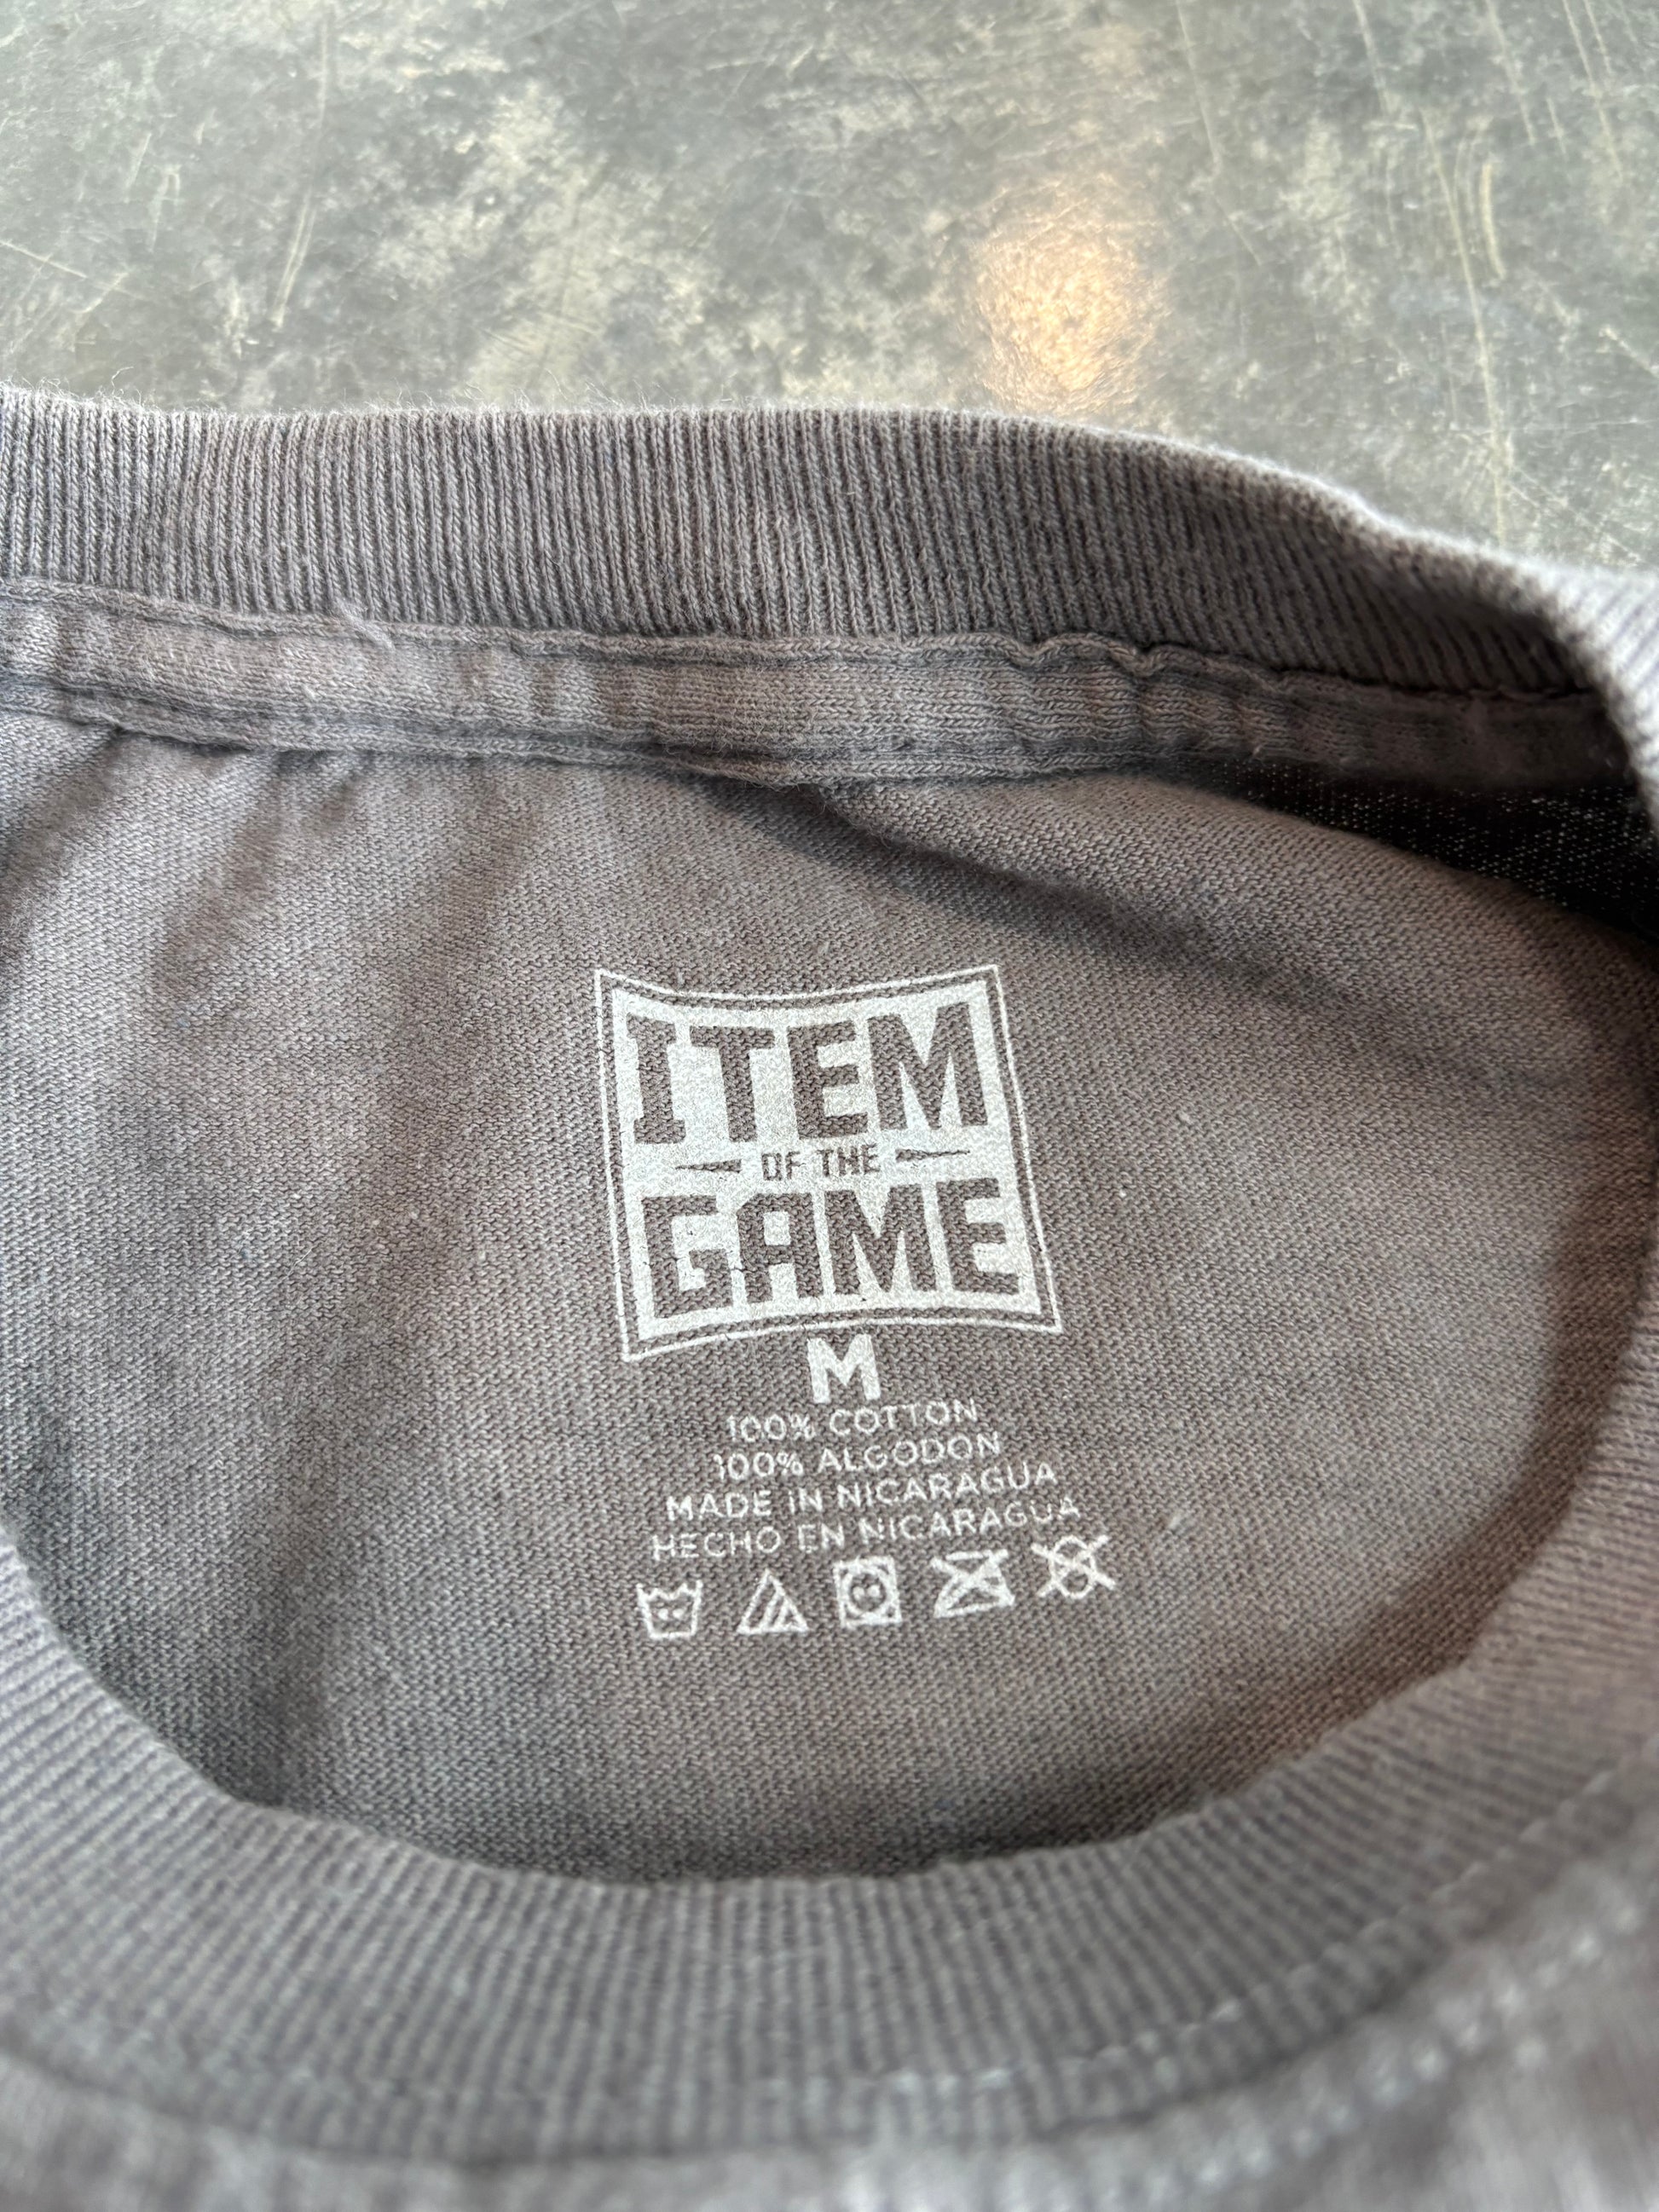 ITEM
OF THE
GAME
M
100% COTTON
100% ALGODON
MADE IN NICARAGUA
HECHO EN NICARAGUA